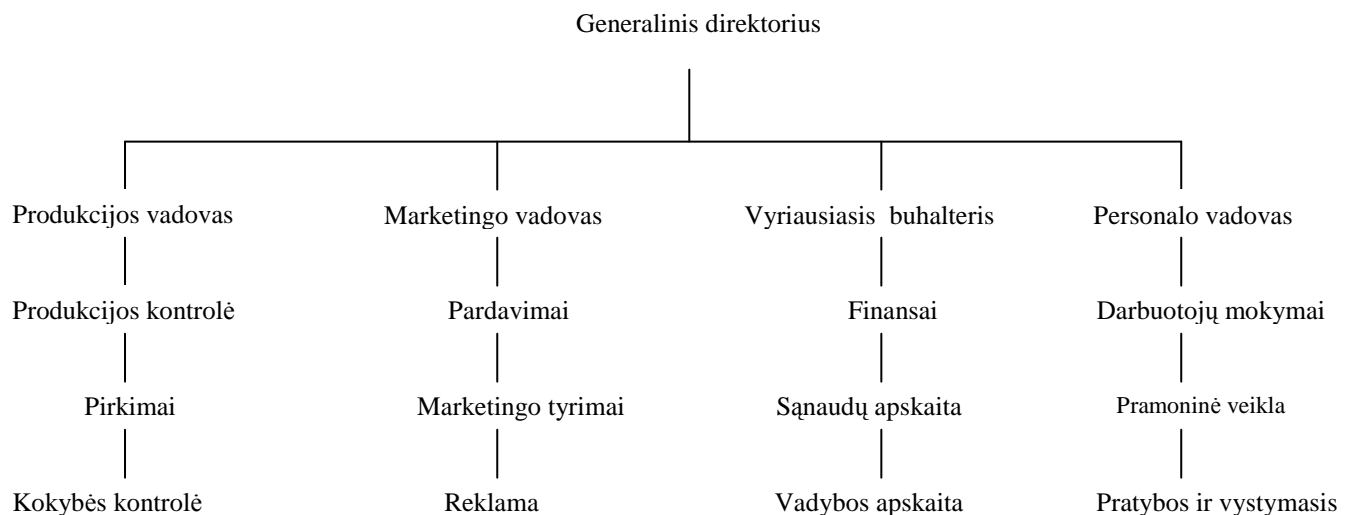 Generalinis direktorius
Produkcijos vadovas
Marketingo vadovas
Vyriausiasis buhalteris
Personalo vadovas
Produkcijos kontrolė
Pardavimai
Finansai
Darbuotojų mokymai
Pirkimai
Marketingo tyrimai
Sąnaudų apskaita
Pramoninė veikla
Kokybės kontrolė
Reklama
Vadybos apskaita
Pratybos ir vystymasis